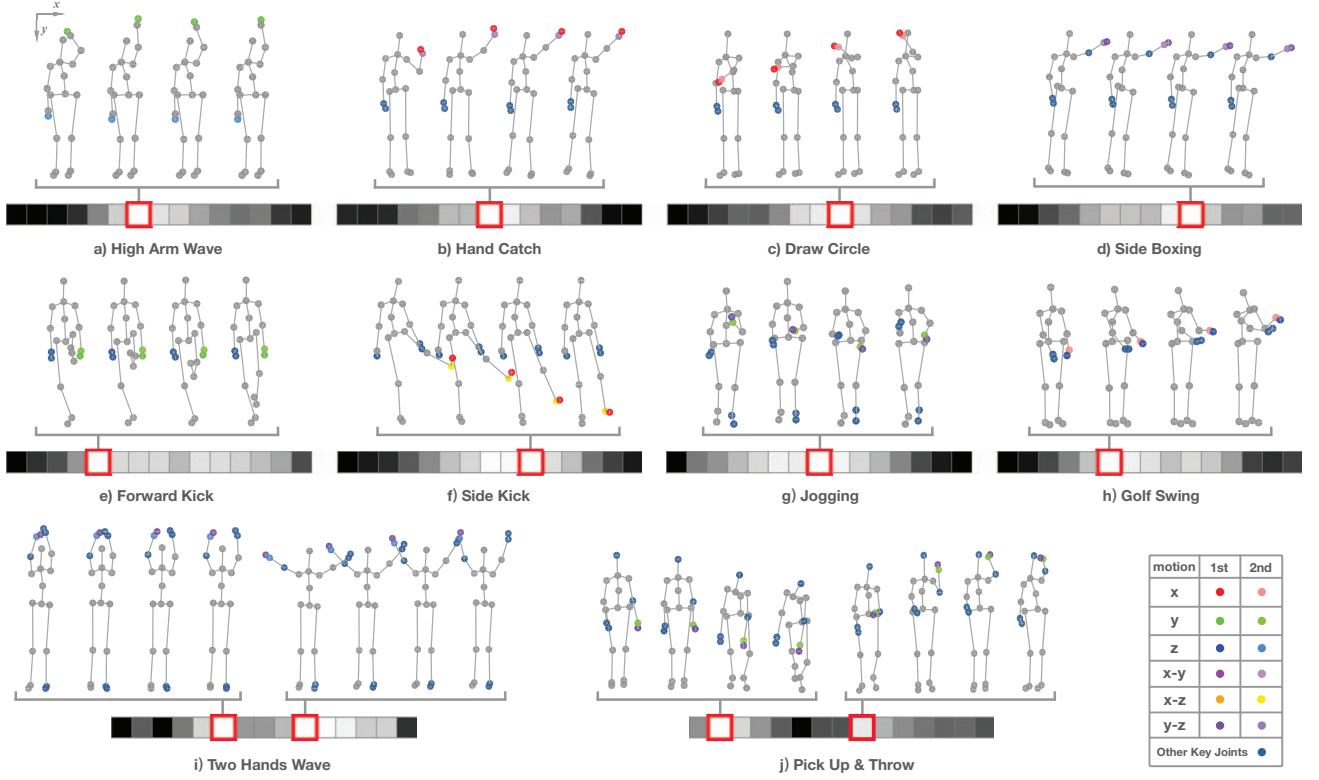 x
y
a) High Arm Wave
b) Hand Catch
c) Draw Circle
d) Side Boxing
e) Forward Kick
f) Side Kick
g) Jogging
h) Golf Swing
i) Two Hands Wave
j) Pick Up & Throw
motion 1st 2nd
x
y
z
x-y
x-z
y-z
Other Key Joints